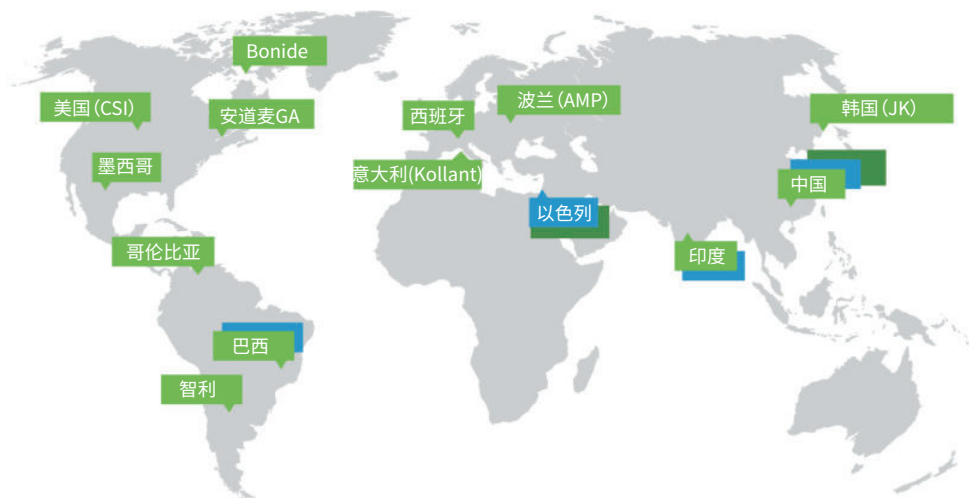 Bonide
美国(CSI)
安道麦GA
西班牙
波兰(AMP)
韩国(JK)
墨西哥
意大利(Kollant)
中国
以色列
哥伦比亚
印度
巴西
智利